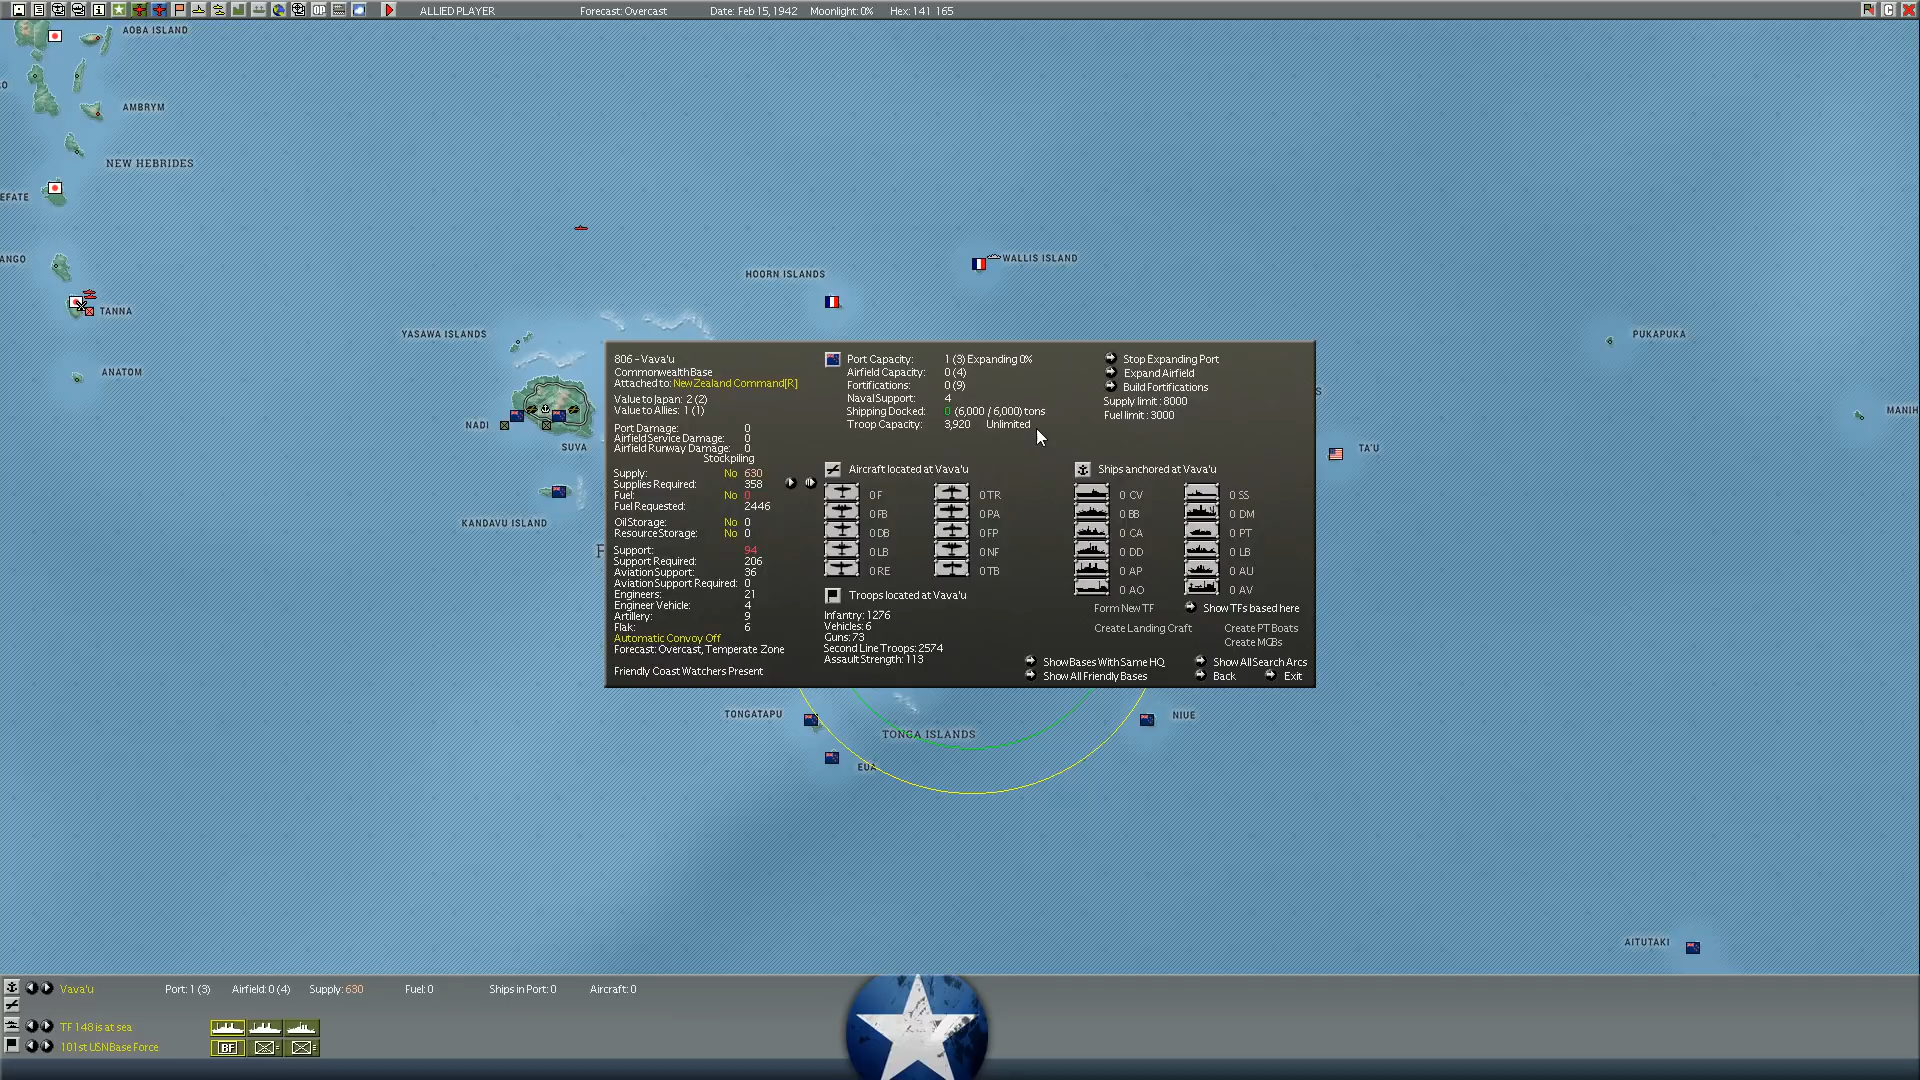 ALLIED PLAYER
Forecast: Overcast
Date: Feb 15, 1942
Moonlight: 0%
Hex: 141 165
AOBA ISLAND
AMBRYM
NEW HEBRIDES
EFATE
ANGO
TANNA
ANATOM
HOORN ISLANDS
WALLIS ISLAND
YASAWA ISLANDS
PUKAPUKA
NADI
SUVA
KANDAVU ISLAND
TA'U
MANIH
806 - Vava'u
Commonwealth Base
Attached to: New Zealand Command[R]
Value to Japan: 2 (2)
Value to Allies: 1 (1)
Port Damage: 0
Airfield Service Damage: 0
Airfield Runway Damage: 0
Stockpiling
Supply: No 630
Supplies Required: 358
Fuel: No 0
Fuel Requested: 2446
Oil Storage: No 0
Resource Storage: No 0
Support: 94
Support Required: 206
Aviation Support: 36
Aviation Support Required: 0
Engineers: 21
Engineer Vehicle: 4
Artillery: 9
Flak: 6
Automatic Convoy Off
Forecast: Overcast, Temperate Zone
Friendly Coast Watchers Present
Port Capacity: 1 (3) Expanding 0%
Airfield Capacity: 0 (4)
Fortifications: 0 (9)
Naval Support: 4
Shipping Docked: 0 (6,000 / 6,000) tons
Troop Capacity: 3,920 Unlimited
Stop Expanding Port
Expand Airfield
Build Fortifications
Supply limit : 8000
Fuel limit : 3000
Aircraft located at Vava'u
0 F 0 TR
0 FB 0 PA
0 DB 0 FP
0 LB 0 NF
0 RE 0 TB
Troops located at Vava'u
Infantry: 1276
Vehicles: 6
Guns: 73
Second Line Troops: 2574
Assault Strength: 113
Ships anchored at Vava'u
0 CV 0 SS
0 BB 0 DM
0 CA 0 PT
0 DD 0 LB
0 AP 0 AU
0 AO 0 AV
Form New TF
Show TFs based here
Create Landing Craft
Create PT Boats
Create MGBs
Show Bases With Same HQ
Show All Search Arcs
Show All Friendly Bases
Back
Exit
TONGATAPU
TONGA ISLANDS
NIUE
EUA
AITUTAKI
Vava'u
Port: 1 (3)
Airfield: 0 (4)
Supply: 630
Fuel: 0
Ships in Port: 0
Aircraft: 0
TF 148 is at sea
101st USN Base Force
BF